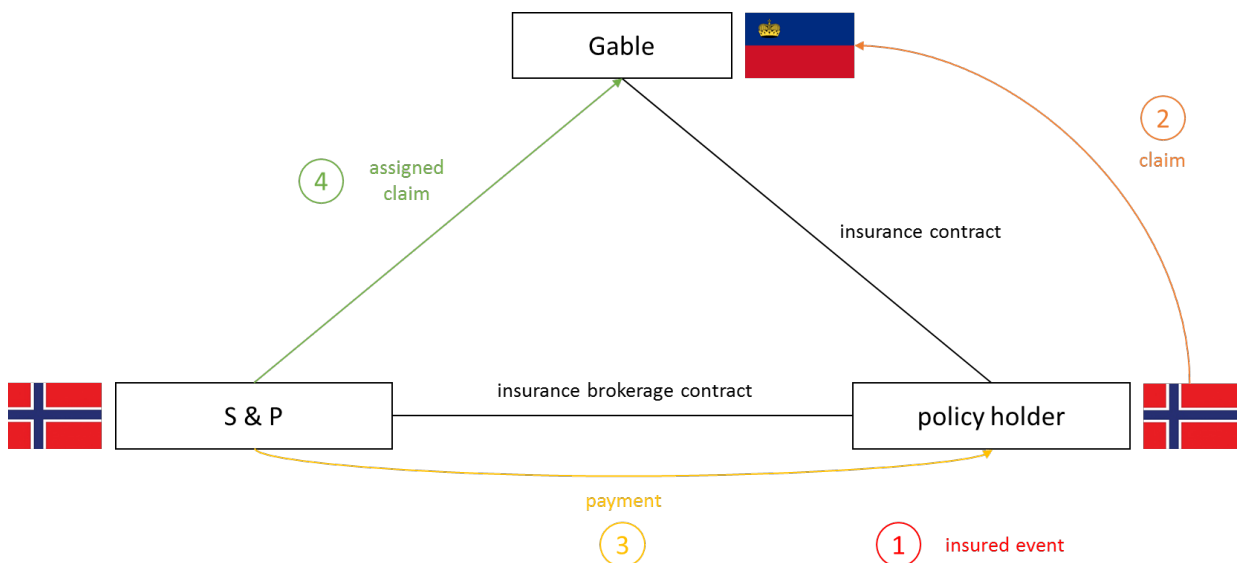 Gable
2
claim
4
assigned
claim
insurance contract
insurance brokerage contract
S & P
policy holder
payment
3
1
insured event